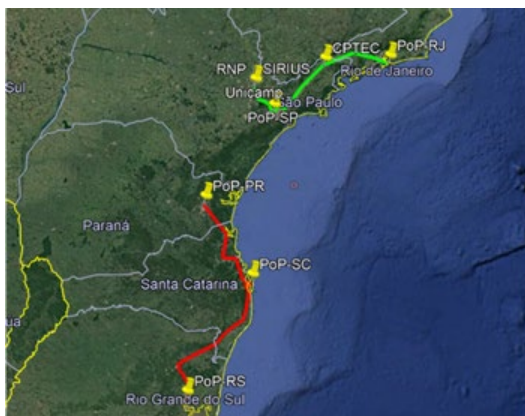 CPTEC
PoP-RJ
RNP
SIRIUS
Rio de Janeiro
Sul
Unicamp
São Paulo
PoP-SP
PoP-PR
Paraná
PoP-SC
Santa Catarina
PoP-RS
Rio Grande do Sul